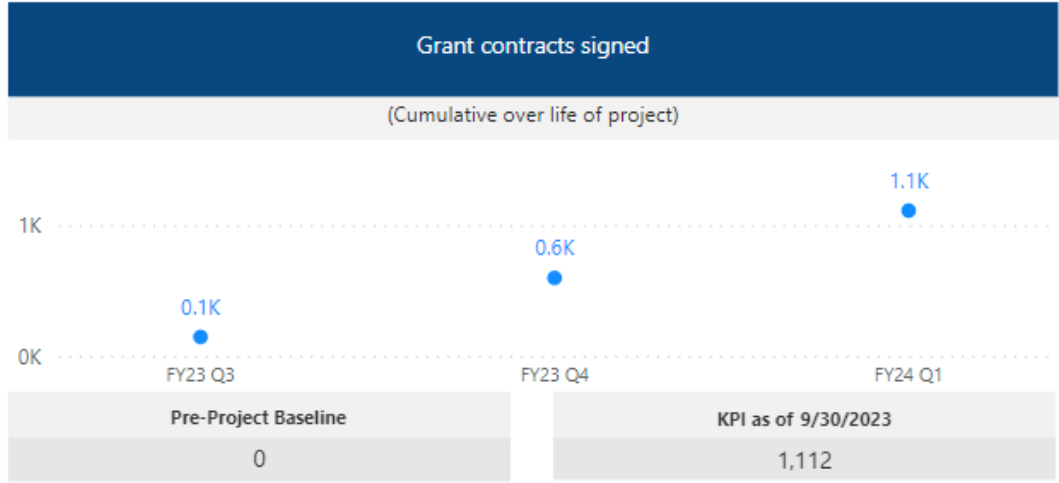 Grant contracts signed
(Cumulative over life of project)
1.1K
1K
0.6K
0.1K
0K
FY23 Q3 FY23 Q4 FY24 Q1
Pre-Project Baseline KPI as of 9/30/2023
0 1,112